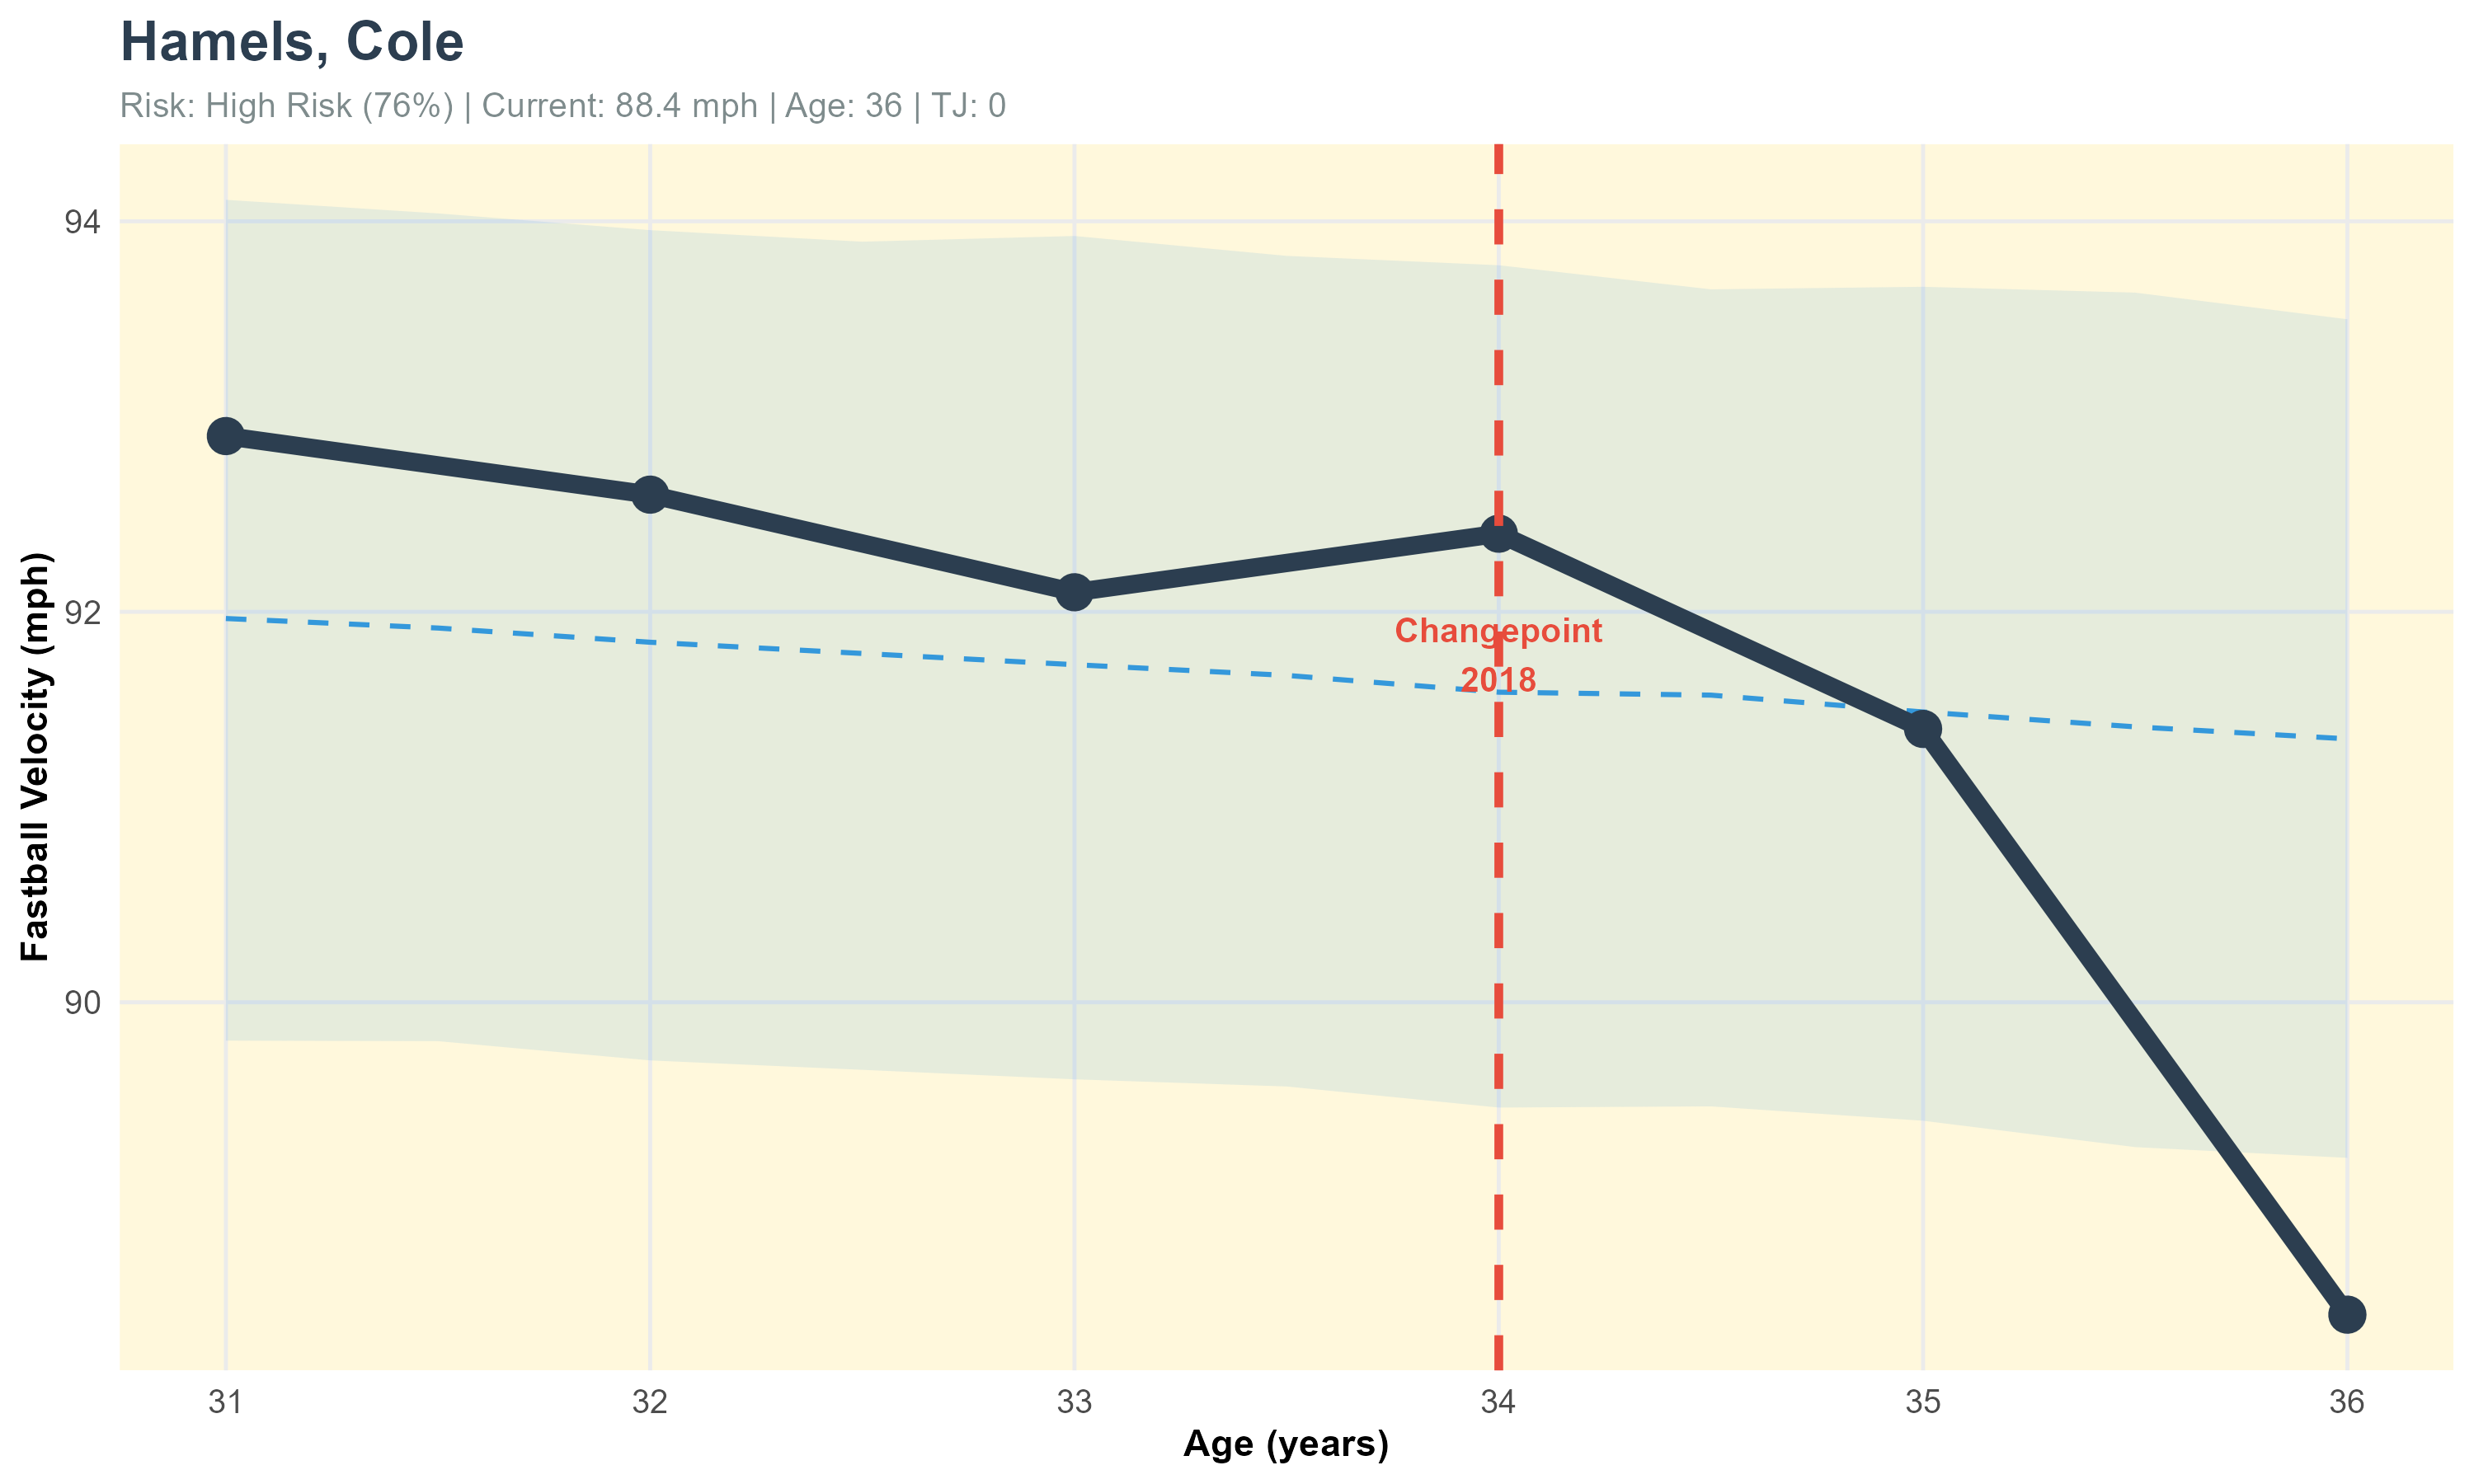 Hamels, Cole
Risk: High Risk (76%) | Current: 88.4 mph | Age: 36 | TJ: 0
Fastball Velocity (mph)
94
92
90
Changepoint
2018
31
32
33
34
35
36
Age (years)